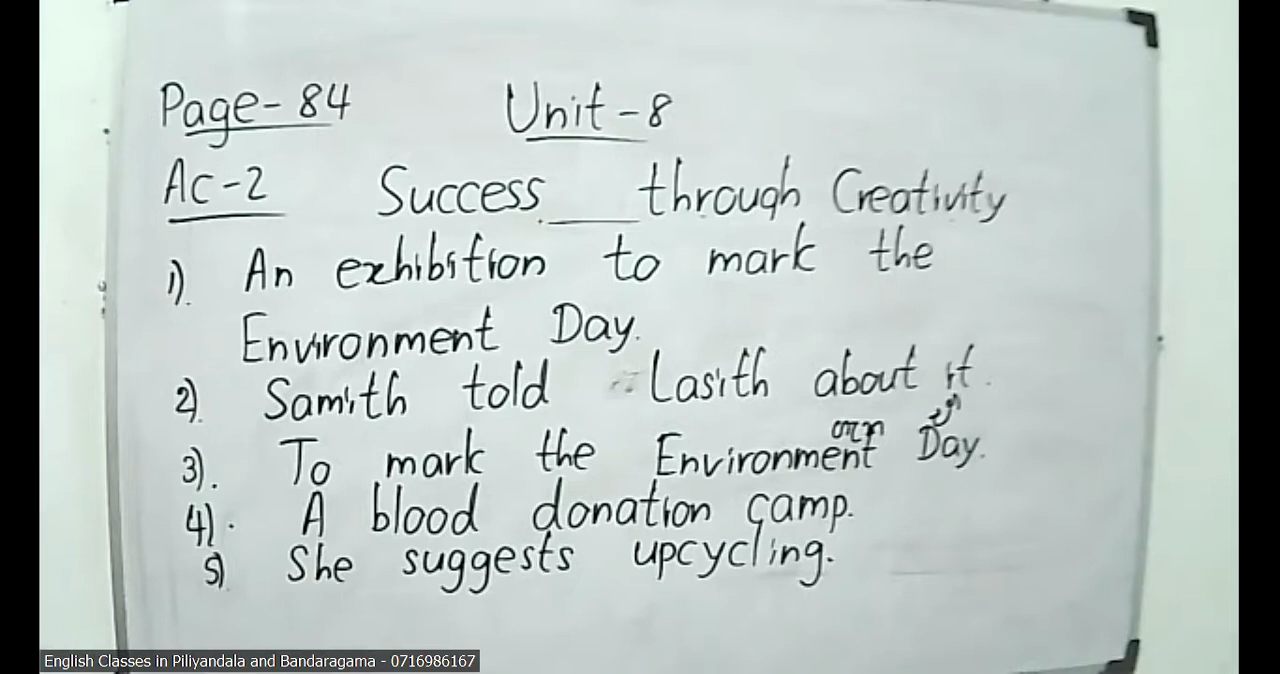 Page-84 Unit-8
Ac-2 Success through Creativity
1). An exhibition to mark the
Environment Day.
2). Samith told Lasith about it.
3). To mark the Environment Day.
4). A blood donation camp.
5) She suggests upcycling.
English Classes in Piliyandala and Bandaragama - 0716986167